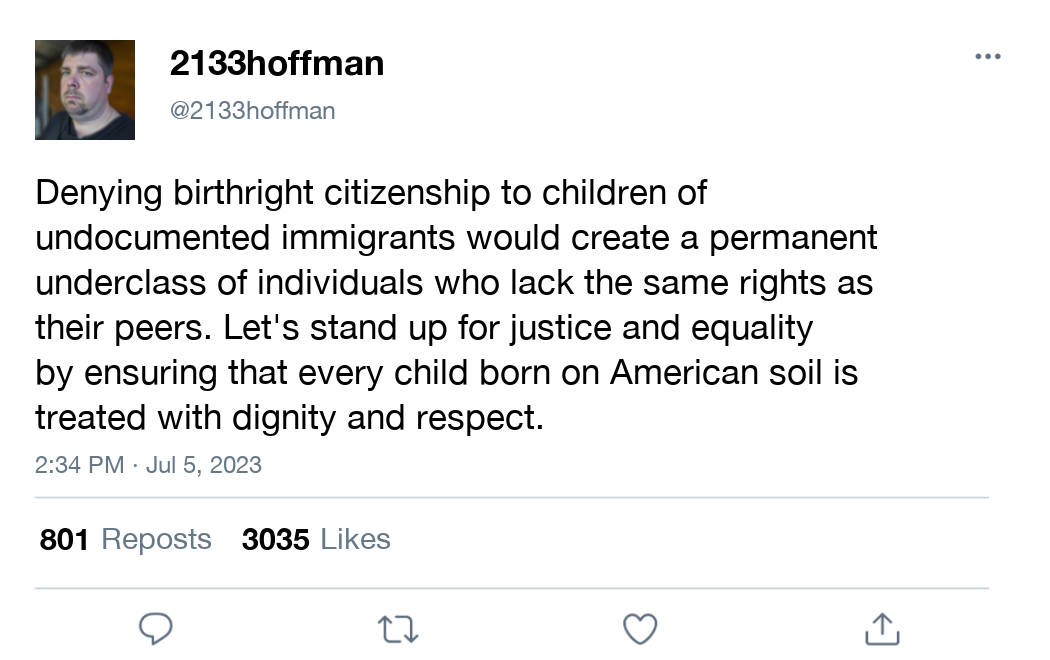 2133hoffman
@2133hoffman
Denying birthright citizenship to children of
undocumented immigrants would create a permanent
underclass of individuals who lack the same rights as
their peers. Let's stand up for justice and equality
by ensuring that every child born on American soil is
treated with dignity and respect.
2:34 PM · Jul 5, 2023
801 Reposts 3035 Likes